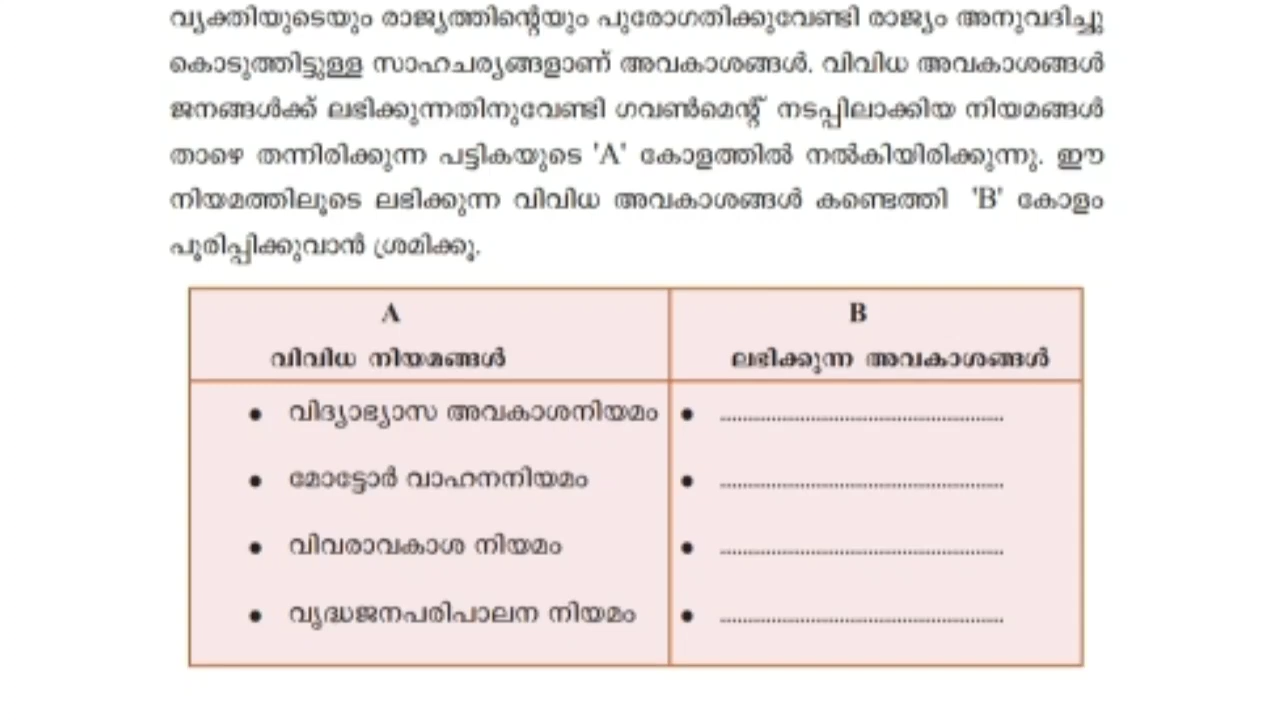 വ്യക്തിയുടെയും രാജ്യത്തിന്റെയും പുരോഗതിക്കുവേണ്ടി രാജ്യം അനുവദിച്ചു
കൊടുത്തിട്ടുള്ള സാഹചര്യങ്ങളാണ് അവകാശങ്ങൾ. വിവിധ അവകാശങ്ങൾ
ജനങ്ങൾക്ക് ലഭിക്കുന്നതിനുവേണ്ടി ഗവൺമെന്റ് നടപ്പിലാക്കിയ നിയമങ്ങൾ
താഴെ തന്നിരിക്കുന്ന പട്ടികയുടെ 'A' കോളത്തിൽ നൽകിയിരിക്കുന്നു. ഈ
നിയമത്തിലൂടെ ലഭിക്കുന്ന വിവിധ അവകാശങ്ങൾ കണ്ടെത്തി 'B' കോളം
പൂരിപ്പിക്കുവാൻ ശ്രമിക്കൂ.
A B
വിവിധ നിയമങ്ങൾ ലഭിക്കുന്ന അവകാശങ്ങൾ
• വിദ്യാഭ്യാസ അവകാശനിയമം • ......................................................
• മോട്ടോർ വാഹനനിയമം • ......................................................
• വിവരാവകാശ നിയമം • ......................................................
• വൃദ്ധജനപരിപാലന നിയമം • ......................................................